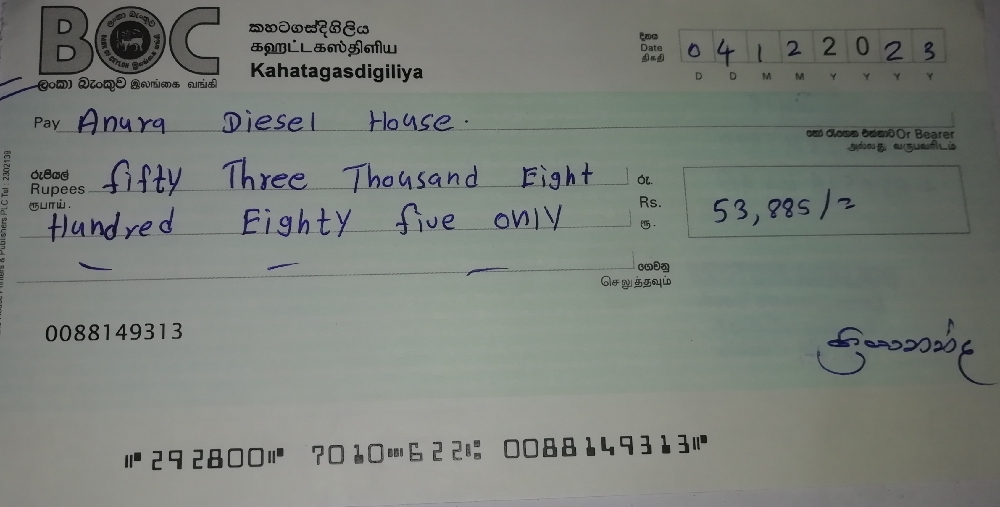 BOC
ලංකා බැංකුව இலங்கை வங்கி
කහටගස්දිගිලිය
கஹட்டகஸ்திளிய
Kahatagasdigiliya
දිනය
Date
திகதி
0 4 1 2 2 0 2 3
D D M M Y Y Y Y
Pay Anura Diesel House.
හෝ රැගෙන එන්නාට Or Bearer
அல்லது வருபவரிடம்
රුපියල්
Rupees fifty Three Thousand Eight
ரூபாய்.
Hundred Eighty five only
රු.
Rs.
ரூ.
53,885/=
ගෙවනු
செலுத்தவும்
0088149313
⑈292800⑈ 7010⑉622⑆ 0088149313⑈